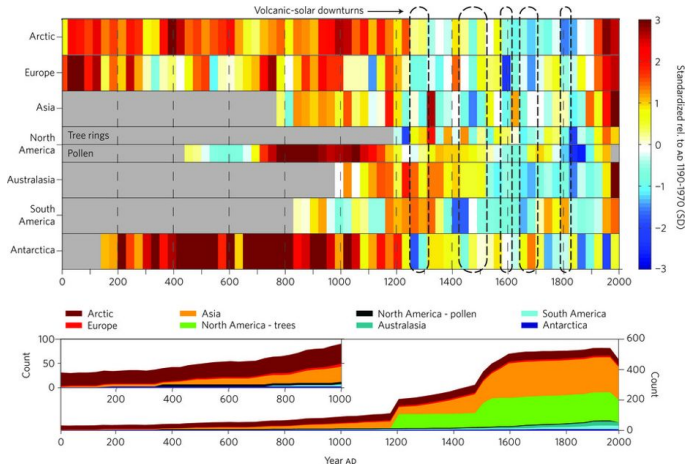 Volcanic-solar downturns
Arctic
Europe
Asia
North
America
Tree rings
Pollen
Australasia
South
America
Antarctica
3
2
1
0
−1
−2
−3
Standardized rel. to AD 1190-1970 (SD)
0 200 400 600 800 1000 1200 1400 1600 1800 2000
Arctic Asia North America - pollen South America
Europe North America - trees Australasia Antarctica
100
50
0
Count
0 200 400 600 800 1000
600
400
200
0
Count
0 200 400 600 800 1000 1200 1400 1600 1800 2000
Year AD